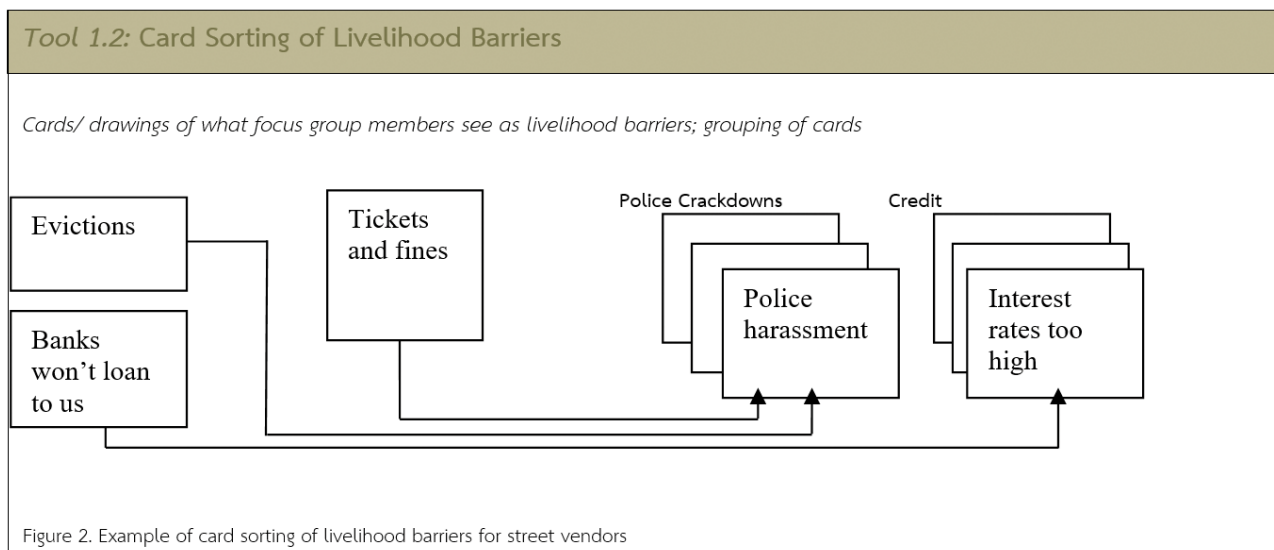 Tool 1.2: Card Sorting of Livelihood Barriers
Cards/ drawings of what focus group members see as livelihood barriers; grouping of cards
Evictions
Banks
won’t loan
to us
Tickets
and fines
Police Crackdowns
Police
harassment
Credit
Interest
rates too
high
Figure 2. Example of card sorting of livelihood barriers for street vendors